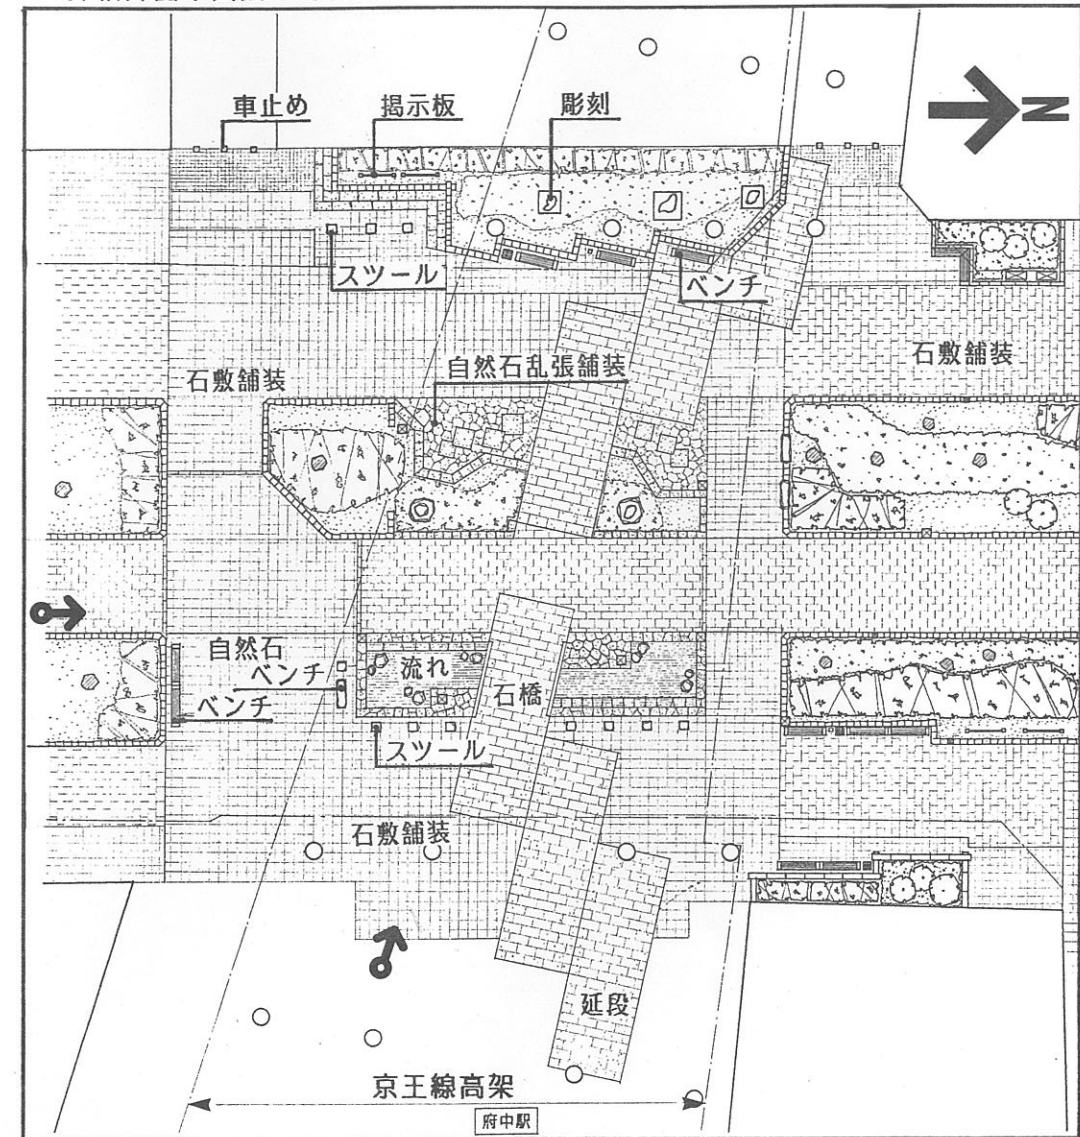 車止め
掲示板
彫刻
N
スツール
ベンチ
石敷舗装
自然石乱張舗装
石敷舗装
自然石
ベンチ
ベンチ
流れ
石橋
スツール
石敷舗装
延段
京王線高架
府中駅